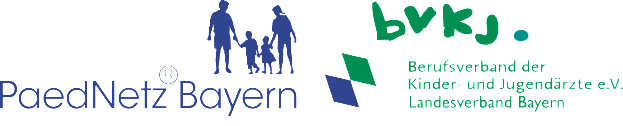 PaedNetz® Bayern
bvkj.
Berufsverband der
Kinder- und Jugendärzte e.V.
Landesverband Bayern